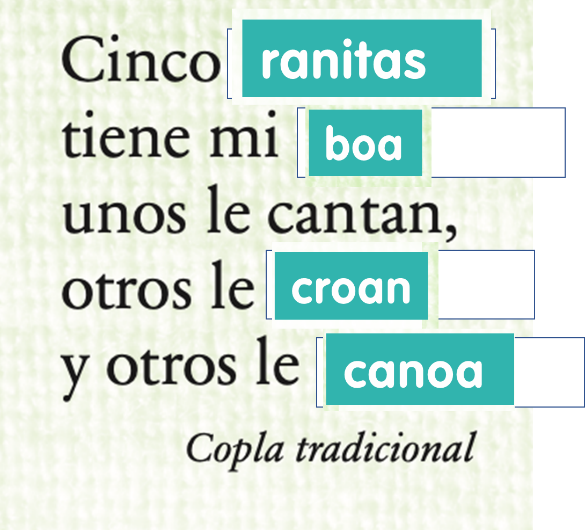 Cinco ranitas
tiene mi boa
unos le cantan,
otros le croan
y otros le canoa
Copla tradicional